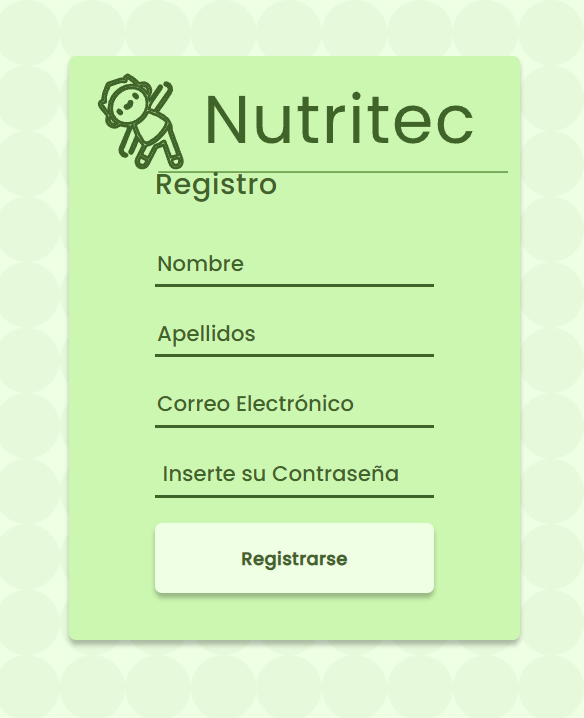 Nutritec
Registro
Nombre
Apellidos
Correo Electrónico
Inserte su Contraseña
Registrarse